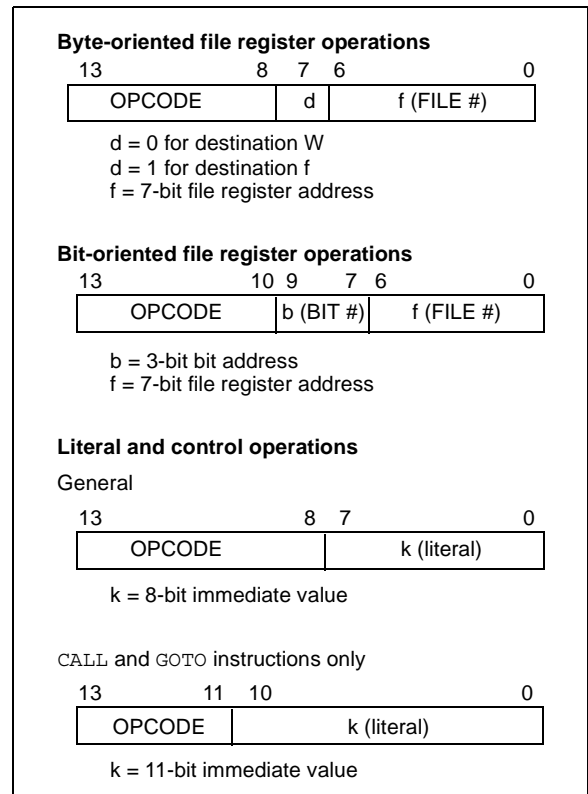 Byte-oriented file register operations
13 8 7 6 0
OPCODE d f (FILE #)
d = 0 for destination W
d = 1 for destination f
f = 7-bit file register address
Bit-oriented file register operations
13 10 9 7 6 0
OPCODE b (BIT #) f (FILE #)
b = 3-bit bit address
f = 7-bit file register address
Literal and control operations
General
13 8 7 0
OPCODE k (literal)
k = 8-bit immediate value
CALL and GOTO instructions only
13 11 10 0
OPCODE k (literal)
k = 11-bit immediate value